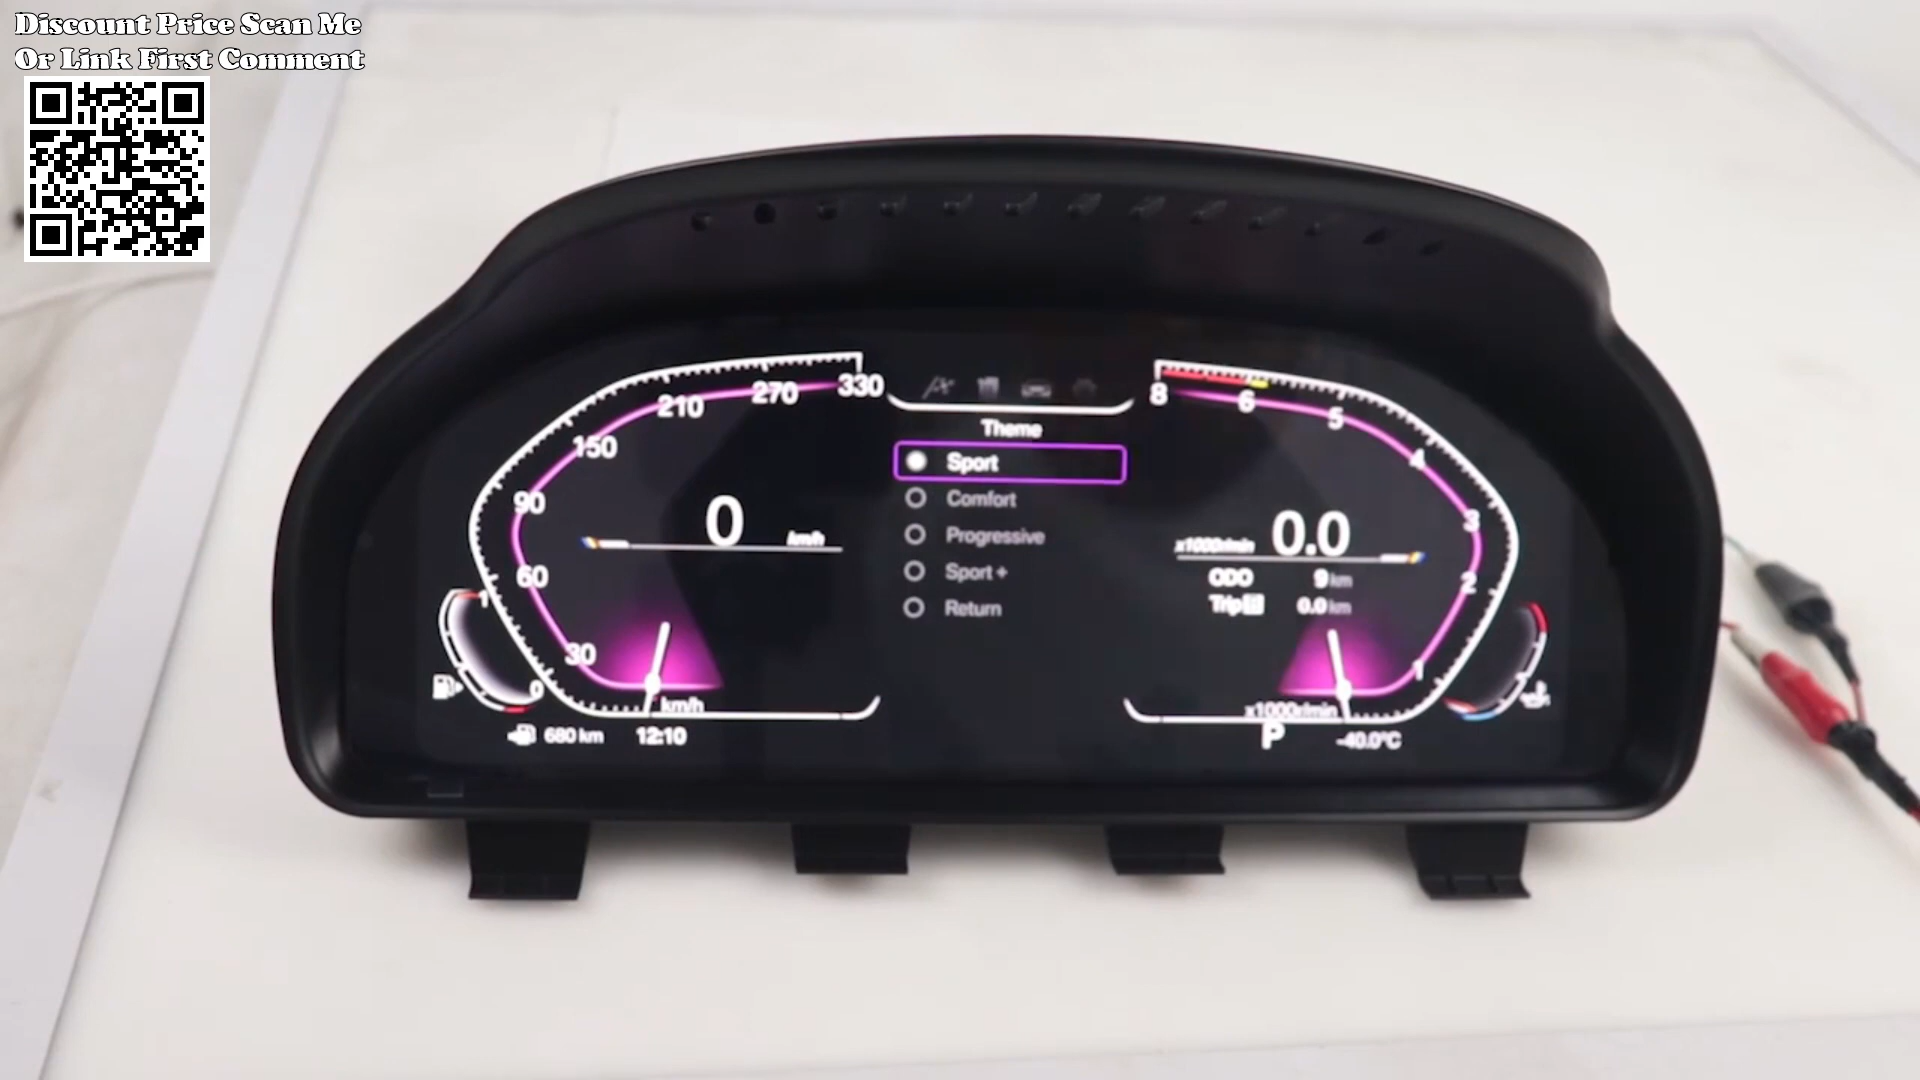 Discount Price Scan Me
Or Link First Comment
330
270
210
150
90
60
30
0
km/h
1
0
km/h
680 km
12:10
Theme
Sport
Comfort
Progressive
Sport +
Return
8
6
5
4
3
2
1
x1000r/min
0.0
ODO 9 km
Trip 0.0 km
x1000r/min
P
-40.0°C